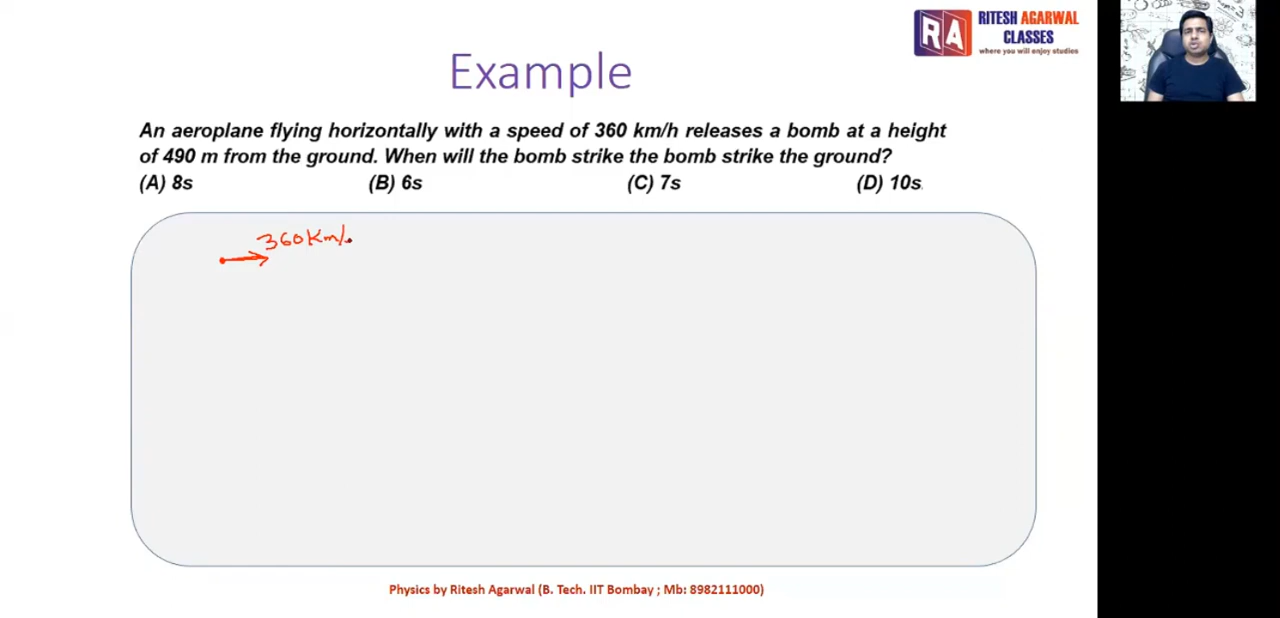 RITESH AGARWAL
CLASSES
where you will enjoy studies
RA
Example
An aeroplane flying horizontally with a speed of 360 km/h releases a bomb at a height
of 490 m from the ground. When will the bomb strike the bomb strike the ground?
(A) 8s (B) 6s (C) 7s (D) 10s
360 Km/
Physics by Ritesh Agarwal (B. Tech. IIT Bombay ; Mb: 8982111000)